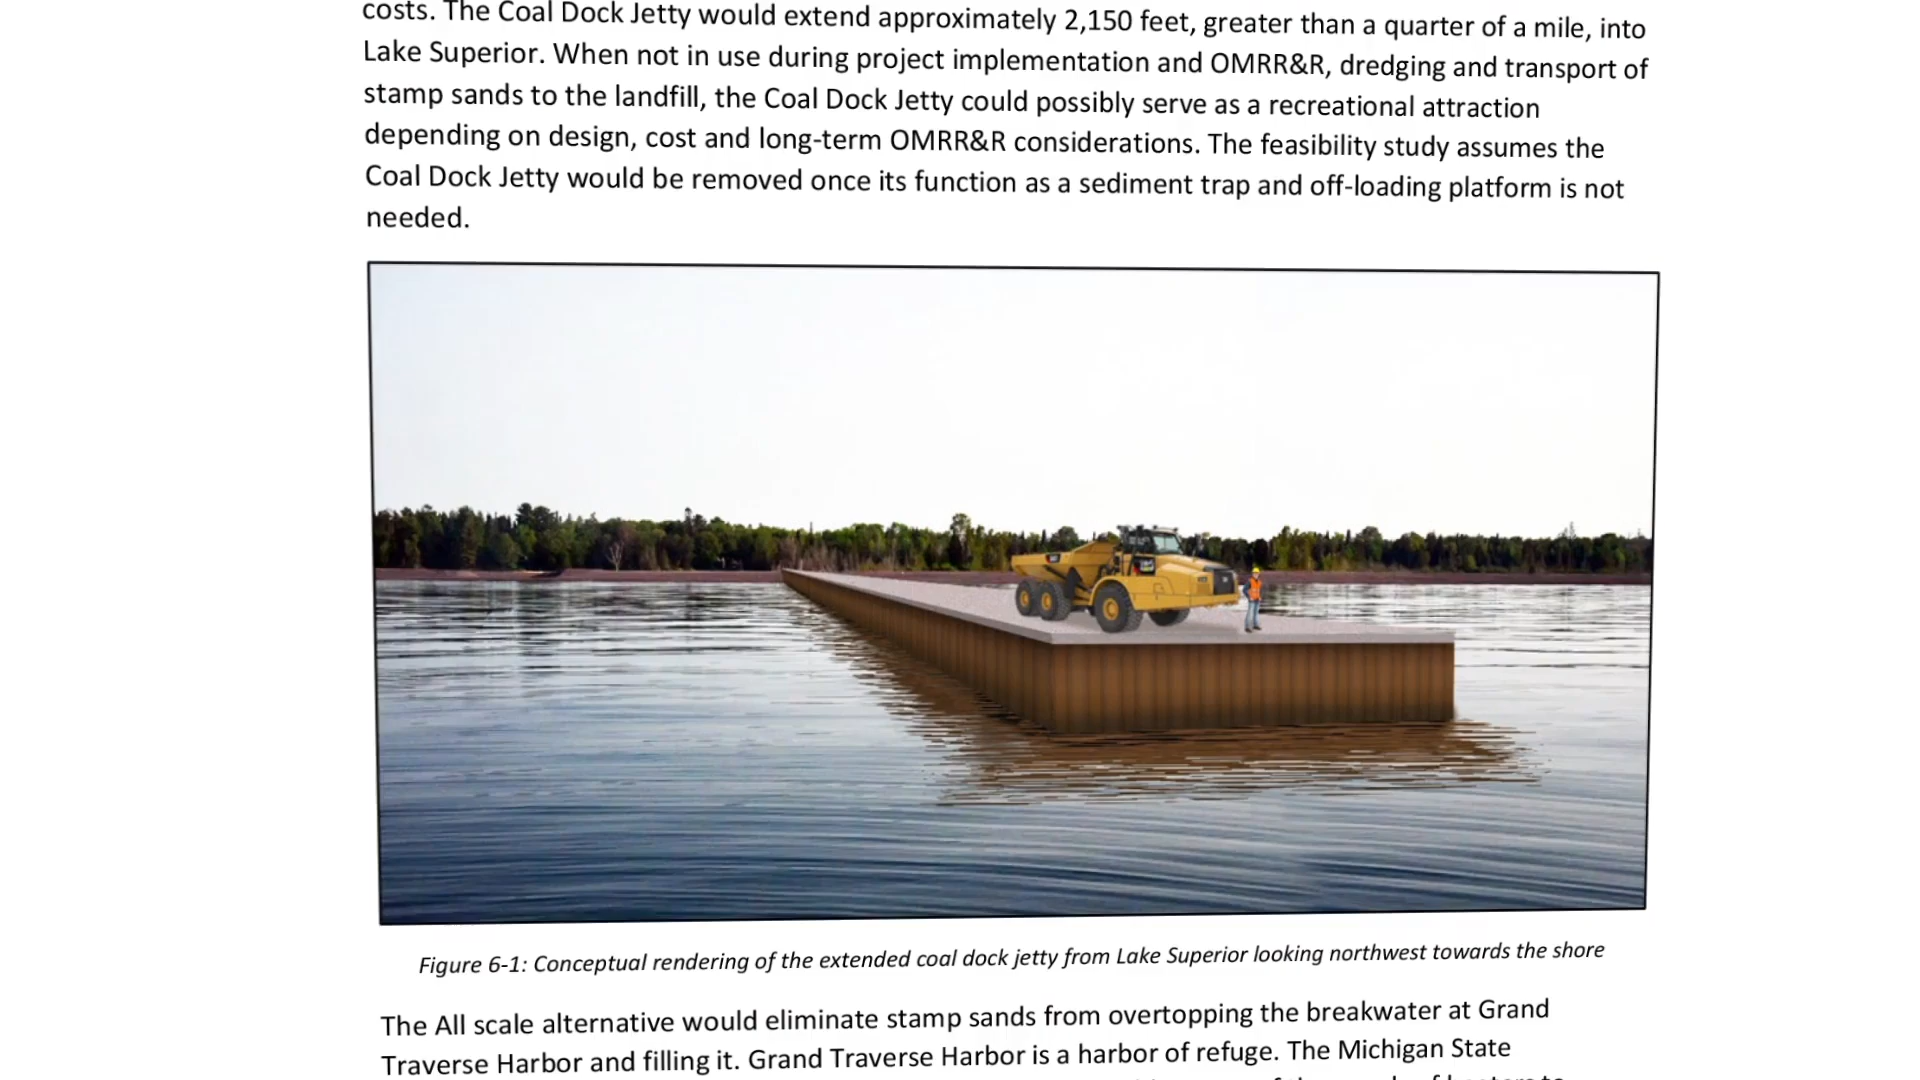 costs. The Coal Dock Jetty would extend approximately 2,150 feet, greater than a quarter of a mile, into
Lake Superior. When not in use during project implementation and OMRR&R, dredging and transport of
stamp sands to the landfill, the Coal Dock Jetty could possibly serve as a recreational attraction
depending on design, cost and long-term OMRR&R considerations. The feasibility study assumes the
Coal Dock Jetty would be removed once its function as a sediment trap and off-loading platform is not
needed.
Figure 6-1: Conceptual rendering of the extended coal dock jetty from Lake Superior looking northwest towards the shore
The All scale alternative would eliminate stamp sands from overtopping the breakwater at Grand
Traverse Harbor and filling it. Grand Traverse Harbor is a harbor of refuge. The Michigan State